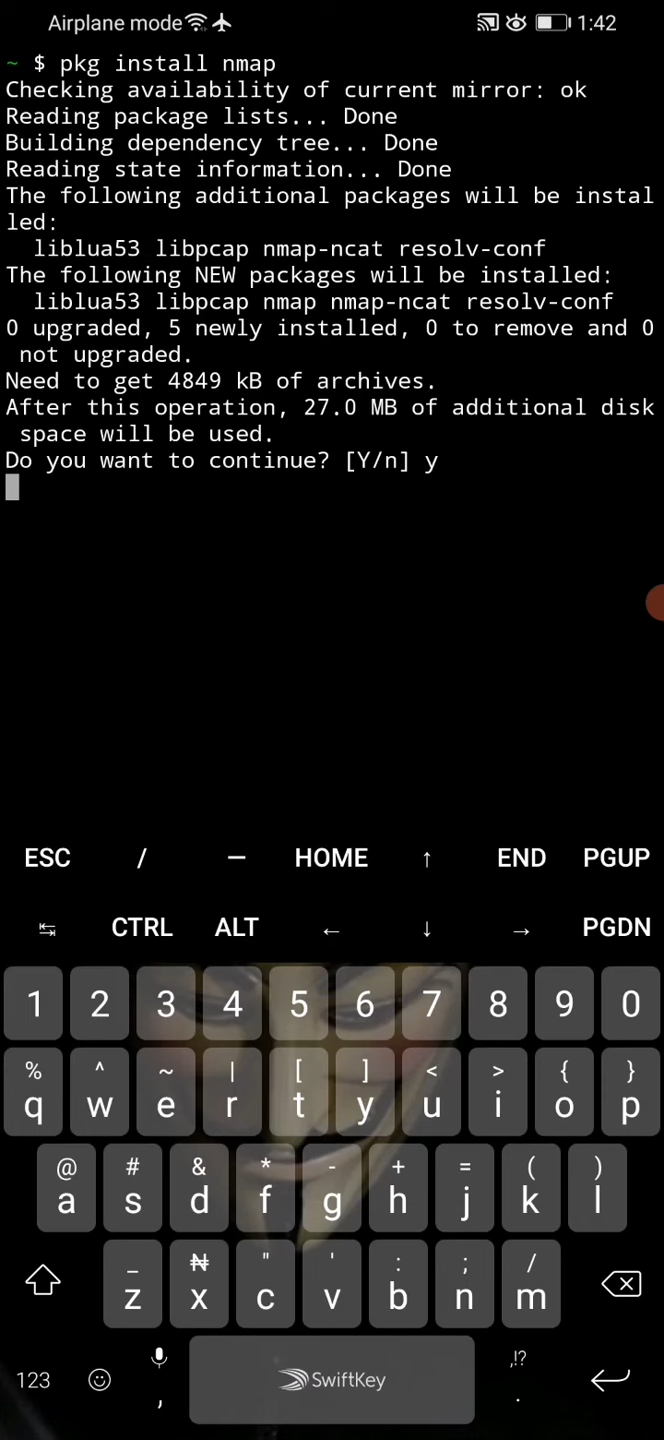 Airplane mode 1:42
~ $ pkg install nmap
Checking availability of current mirror: ok
Reading package lists... Done
Building dependency tree... Done
Reading state information... Done
The following additional packages will be instal
led:
  liblua53 libpcap nmap-ncat resolv-conf
The following NEW packages will be installed:
  liblua53 libpcap nmap nmap-ncat resolv-conf
0 upgraded, 5 newly installed, 0 to remove and 0
 not upgraded.
Need to get 4849 kB of archives.
After this operation, 27.0 MB of additional disk
 space will be used.
Do you want to continue? [Y/n] y
ESC / — HOME ↑ END PGUP
↹ CTRL ALT ← ↓ → PGDN
1 2 3 4 5 6 7 8 9 0
% ^ ~ | [ ] < > { }
q w e r t y u i o p
@ # & * - + = ( )
a s d f g h j k l
_ ₦ " ' : ; /
z x c v b n m
,!?
123 , SwiftKey .